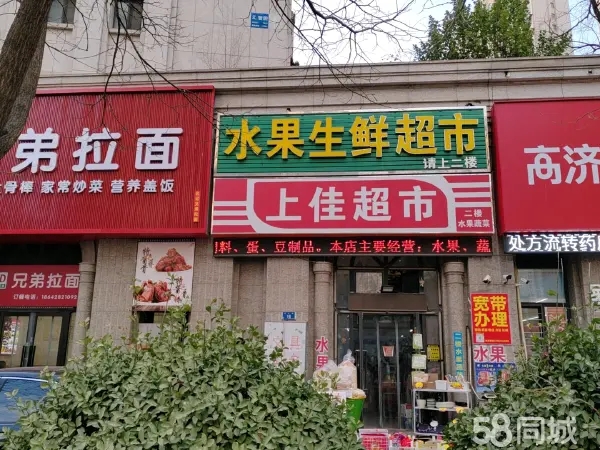 弟拉面
骨棒 家常炒菜 营养盖饭
兄弟拉面
水果生鲜超市
请上二楼
上佳超市
二楼
水果蔬菜
料、蛋、豆制品。本店主要经营：水果、蔬
高济
处方流转药
宽带
办理
水果
水果
58同城